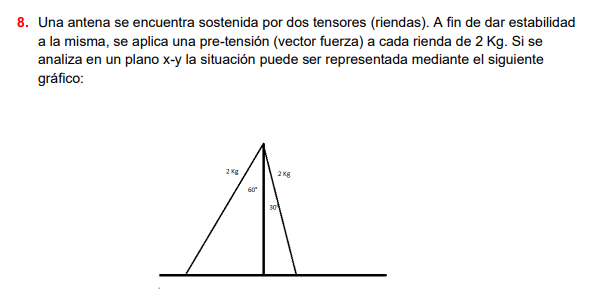 8. Una antena se encuentra sostenida por dos tensores (riendas). A fin de dar estabilidad
a la misma, se aplica una pre-tensión (vector fuerza) a cada rienda de 2 Kg. Si se
analiza en un plano x-y la situación puede ser representada mediante el siguiente
gráfico:
2 Kg
2 Kg
60°
30°